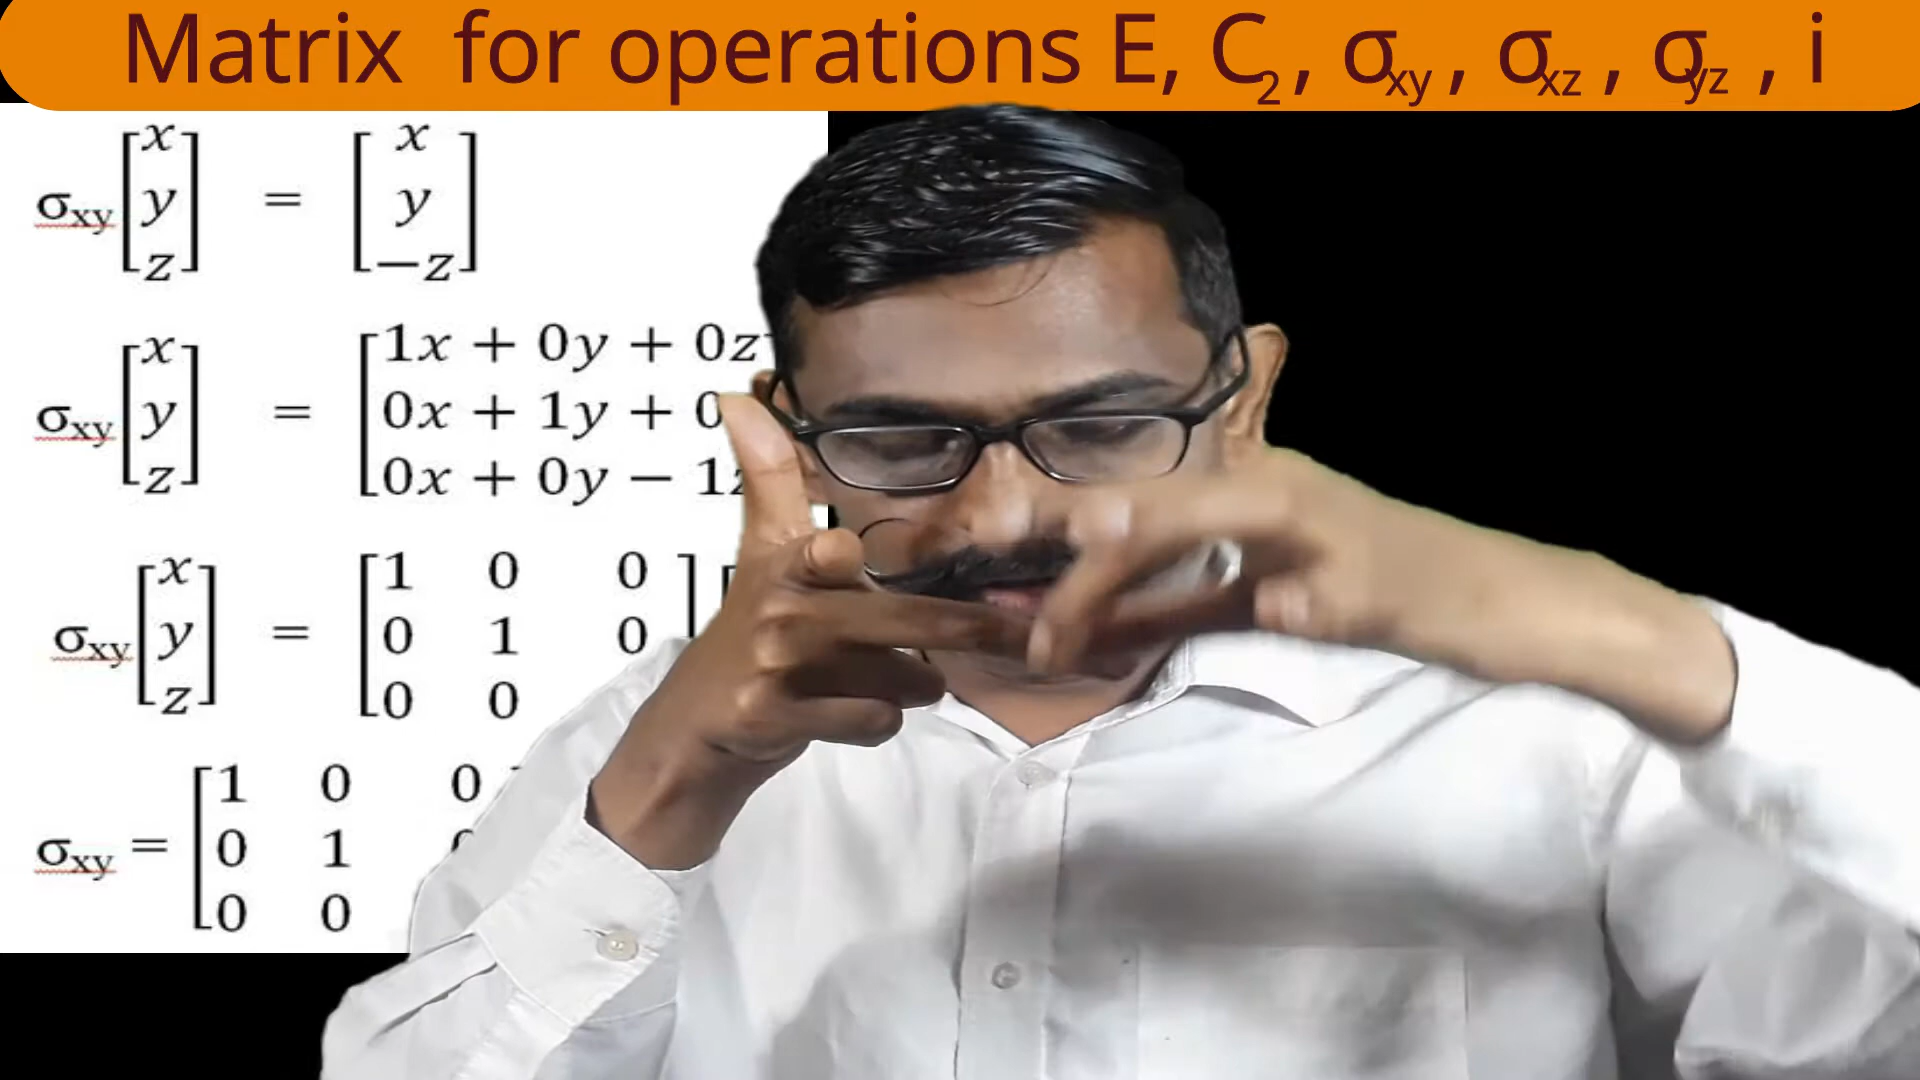 Matrix for operations E, C₂, σxy, σxz, σyz, i
σxy [x y z] = [x y −z]
σxy [x y z] = [1x + 0y + 0z
0x + 1y + 0
0x + 0y − 1z
σxy [x y z] = [1 0 0]
0 1 0
0 0
σxy = [1 0 0
0 1
0 0